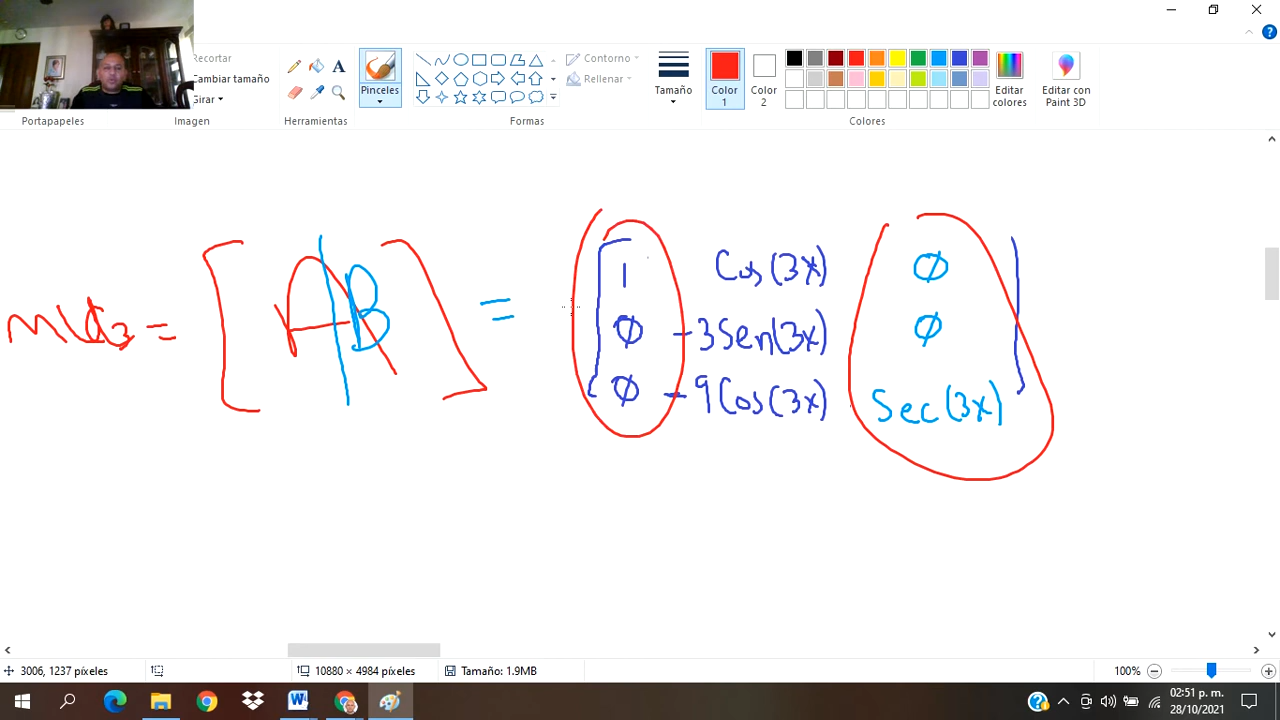 Recortar
Cambiar tamaño
Girar
Pinceles
Contorno
Rellenar
Tamaño
Color 1
Color 2
Editar colores
Editar con Paint 3D
Portapapeles
Imagen
Herramientas
Formas
Colores
= [ A | B ] =
1 Cos(3x) Ø
Ø -3Sen(3x) Ø
Ø -9Cos(3x) Sec(3x)
3006, 1237 píxeles
10880 × 4984 píxeles
Tamaño: 1.9MB
100%
02:51 p. m.
28/10/2021